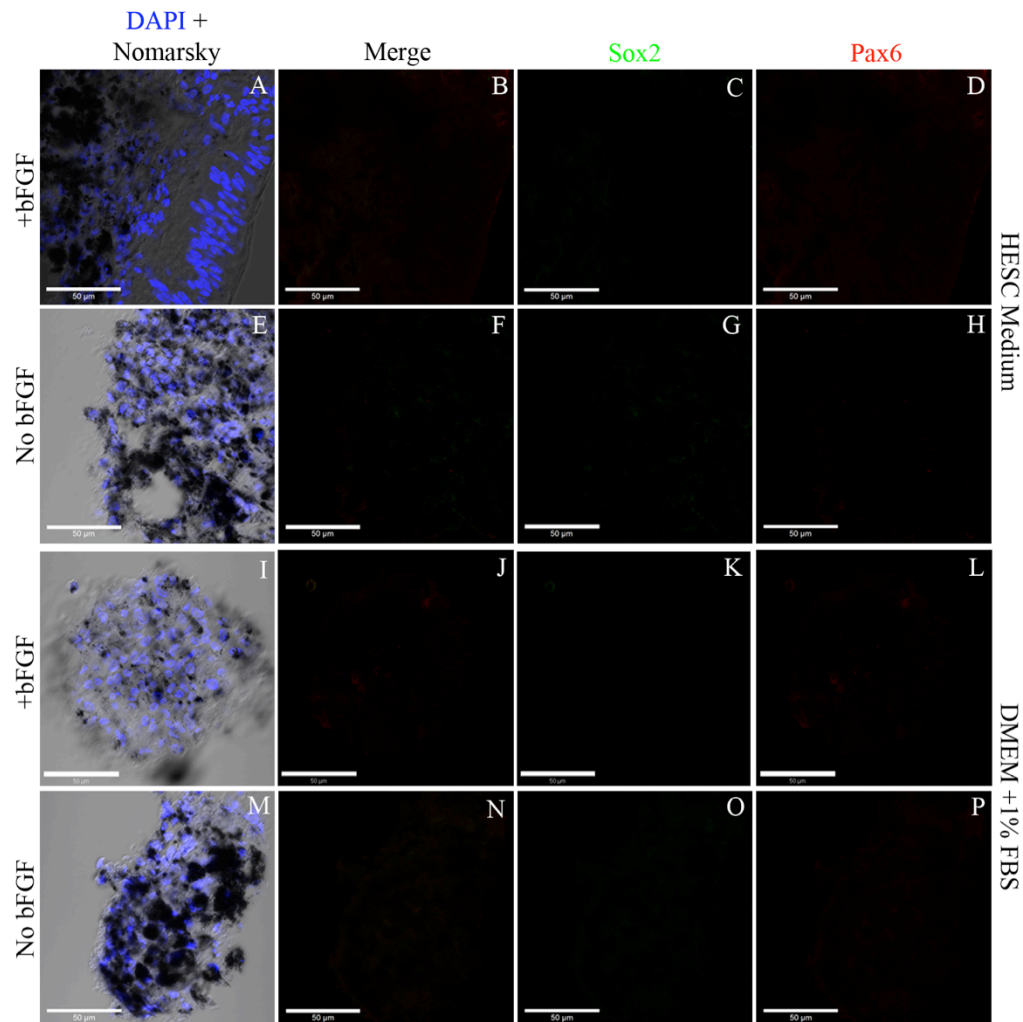 DAPI +
Nomarsky
Merge
Sox2
Pax6
+bFGF
A
50 µm
B
50 µm
C
50 µm
D
50 µm
HESC Medium
No bFGF
E
50 µm
F
50 µm
G
50 µm
H
50 µm
+bFGF
I
50 µm
J
50 µm
K
50 µm
L
50 µm
DMEM +1% FBS
No bFGF
M
50 µm
N
50 µm
O
50 µm
P
50 µm